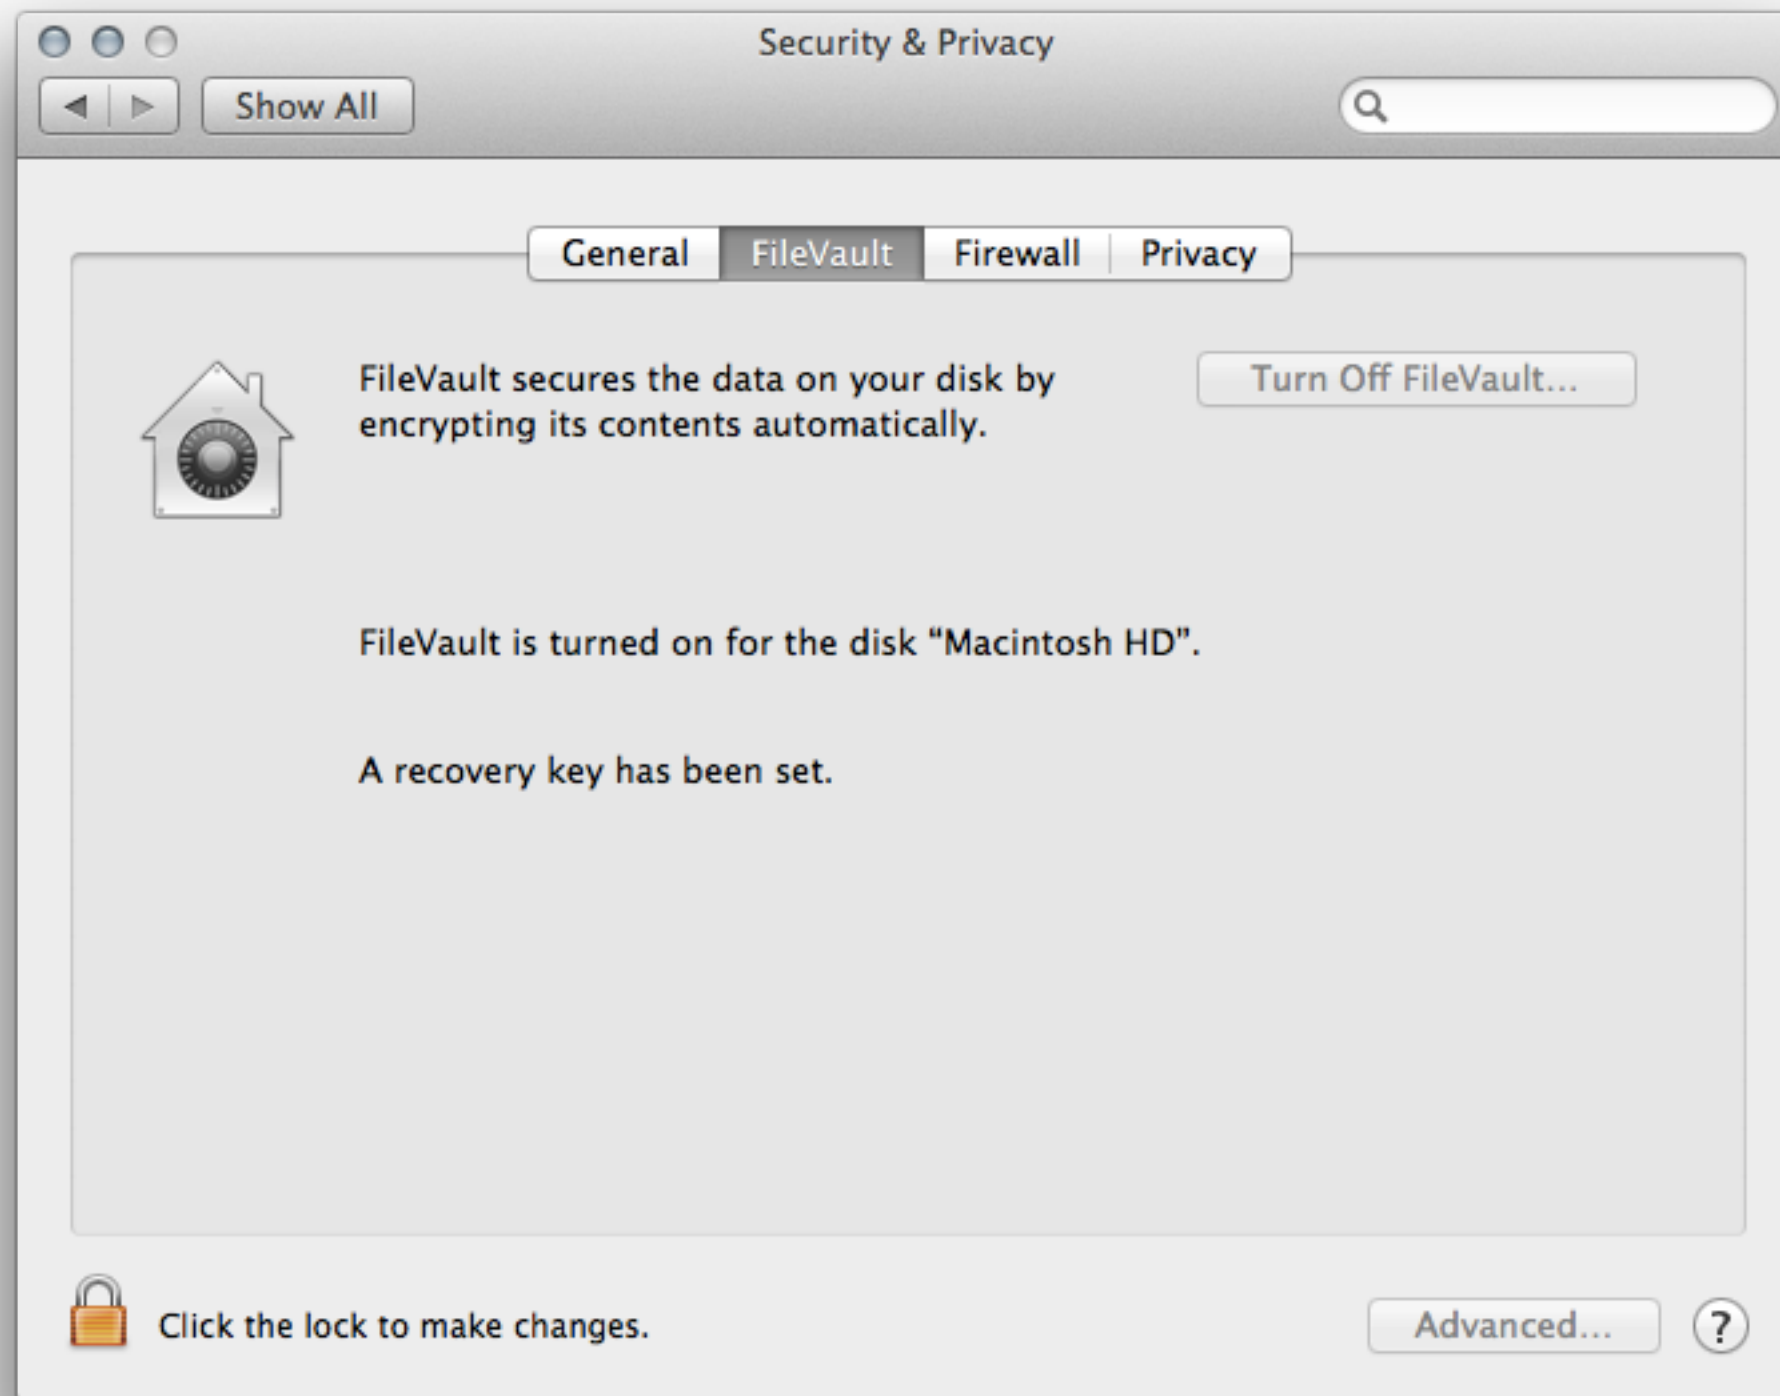 Security & Privacy
Show All
General FileVault Firewall Privacy
FileVault secures the data on your disk by
encrypting its contents automatically.
Turn Off FileVault...
FileVault is turned on for the disk “Macintosh HD”.
A recovery key has been set.
Click the lock to make changes.
Advanced...
?